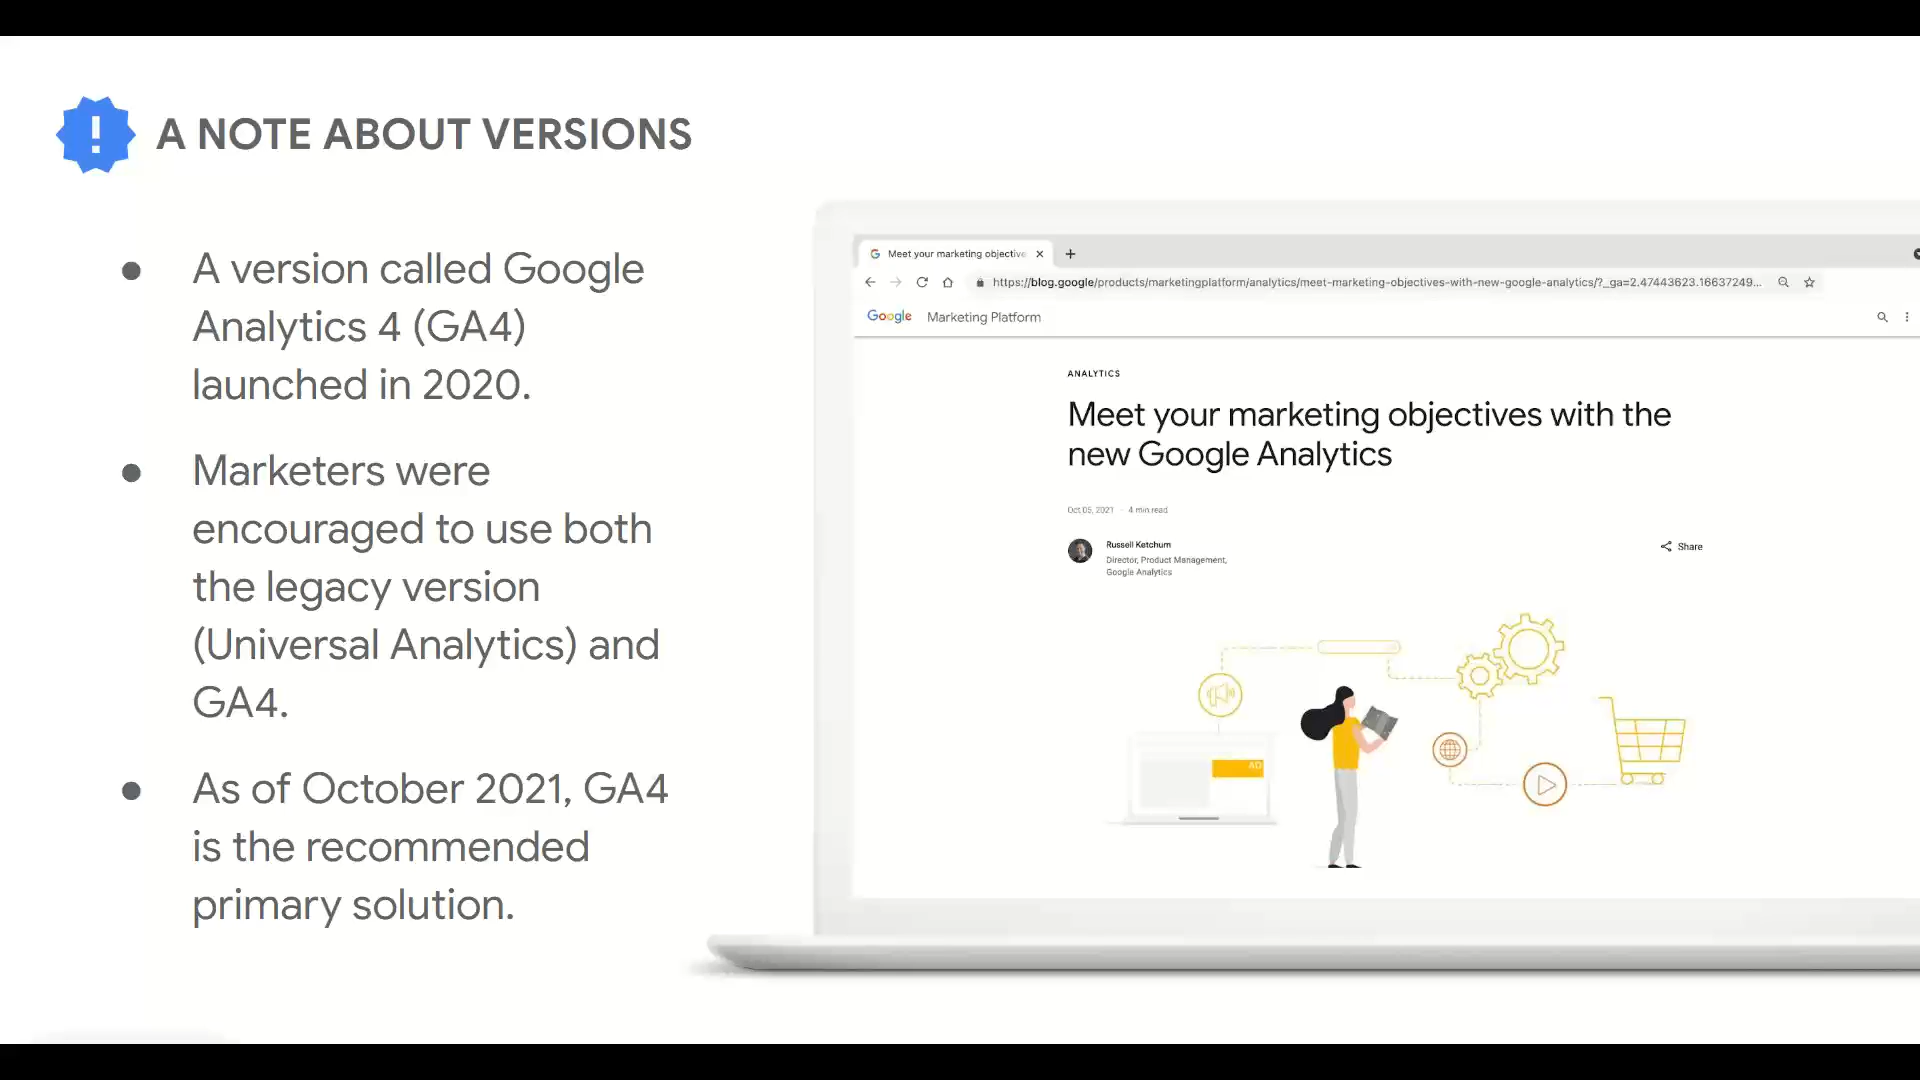 ! A NOTE ABOUT VERSIONS
● A version called Google
Analytics 4 (GA4)
launched in 2020.
● Marketers were
encouraged to use both
the legacy version
(Universal Analytics) and
GA4.
● As of October 2021, GA4
is the recommended
primary solution.
Meet your marketing objective
https://blog.google/products/marketingplatform/analytics/meet-marketing-objectives-with-new-google-analytics/?_ga=2.47443623.16637249...
Google Marketing Platform
ANALYTICS
Meet your marketing objectives with the
new Google Analytics
Oct 05, 2021 · 4 min read
Russell Ketchum
Director, Product Management,
Google Analytics
Share
AD